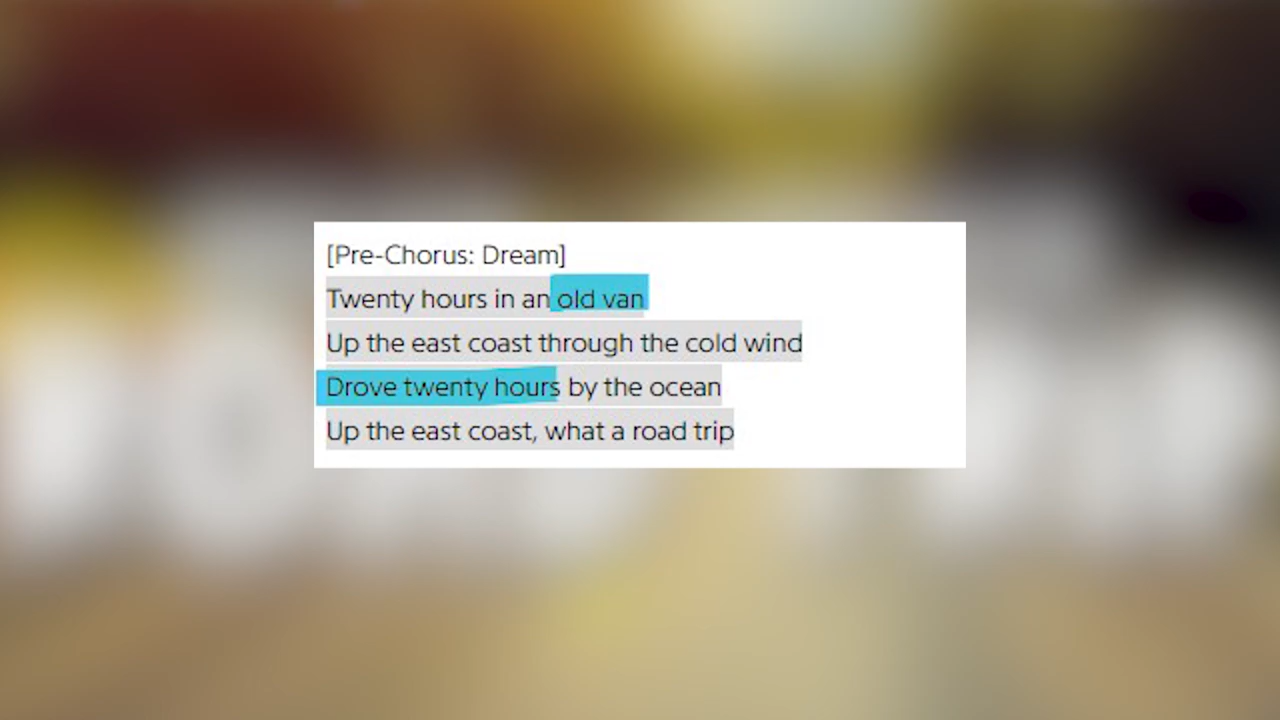 [Pre-Chorus: Dream]
Twenty hours in an old van
Up the east coast through the cold wind
Drove twenty hours by the ocean
Up the east coast, what a road trip